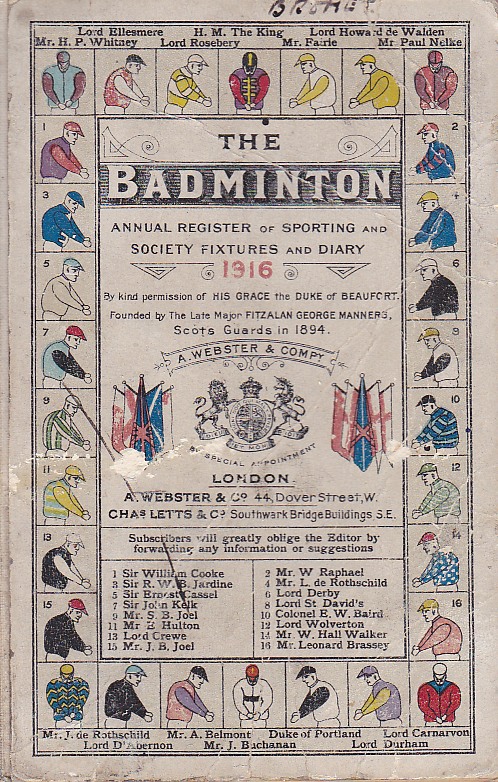 Lord Ellesmere H. M. The King Lord Howard de Walden
Mr. H. P. Whitney Lord Rosebery Mr. Fairie Mr Paul Nelke
THE
BADMINTON
ANNUAL REGISTER OF SPORTING AND
SOCIETY FIXTURES AND DIARY
1916
By kind permission of HIS GRACE the DUKE of BEAUFORT.
Founded by The Late Major FITZALAN GEORGE MANNERS,
Scots Guards in 1894.
A. WEBSTER & COMPY
BY SPECIAL APPOINTMENT
LONDON
A. WEBSTER & Co 44, Dover Street, W.
CHAS LETTS & Co Southwark Bridge Buildings S.E.
Subscribers will greatly oblige the Editor by
forwarding any information or suggestions
1 Sir William Cooke
3 Sir R. W. B. Jardine
5 Sir Ernest Cassel
7 Sir John Kelk
9 Mr. S. B. Joel
11 Mr E Hulton
13 Lord Crewe
15 Mr. J. B. Joel
2 Mr. W Raphael
4 Mr. L. de Rothschild
6 Lord Derby
8 Lord St David's
10 Colonel E. W. Baird
12 Lord Wolverton
14 Mr. W. Hall Walker
16 Mr. Leonard Brassey
1
2
3
4
5
6
7
8
9
10
11
12
13
14
15
16
Mr. J. de Rothschild Mr. A. Belmont Duke of Portland Lord Carnarvon
Lord D'Abernon Mr. J. Buchanan Lord Durham